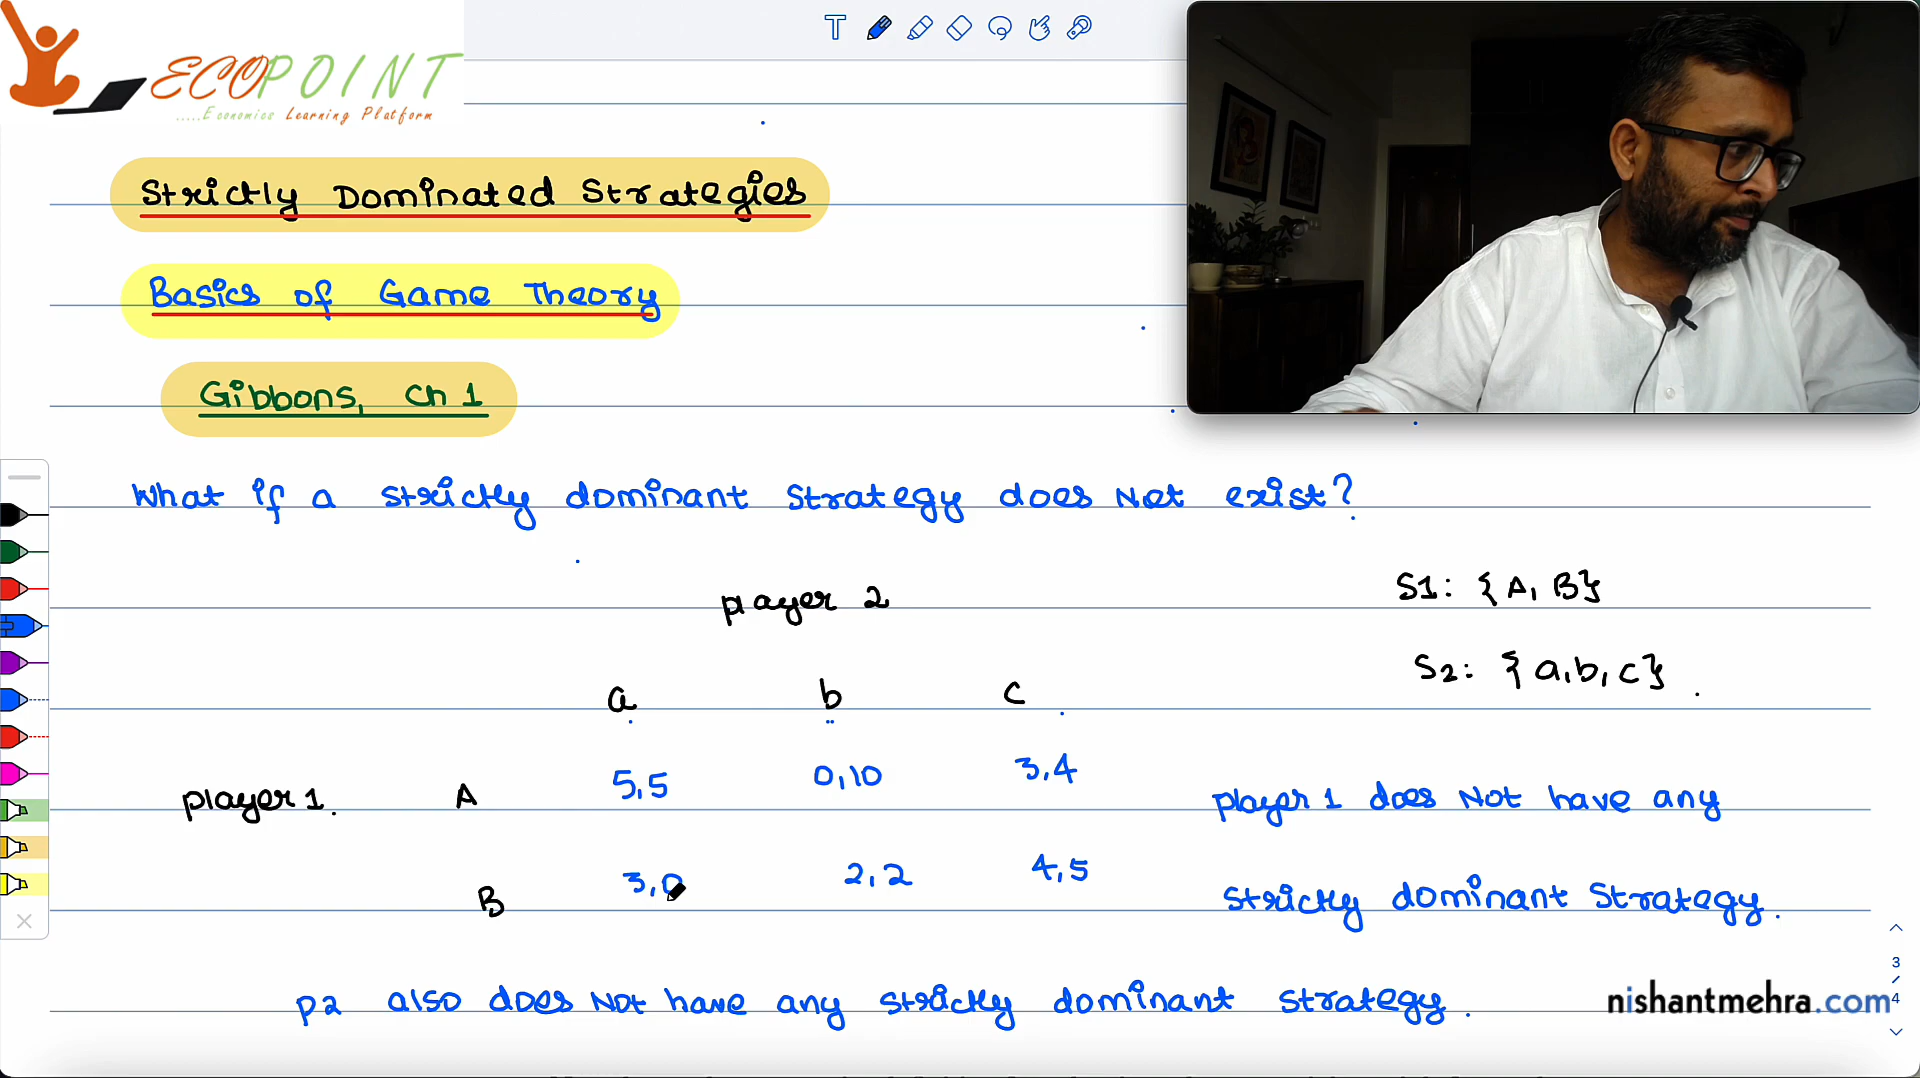 ECOPOINT
.....Economics Learning Platform
Strictly Dominated Strategies
Basics of Game Theory
Gibbons, Ch 1
What if a strictly dominant strategy does Not exist?
player 2
S1: {A, B}
S2: {a, b, c}
a b c
player 1. A 5,5 0,10 3,4
player 1 does Not have any
B 3,0 2,2 4,5
strictly dominant strategy.
p2 also does Not have any strictly dominant strategy.
nishantmehra.com
T
3
/
4